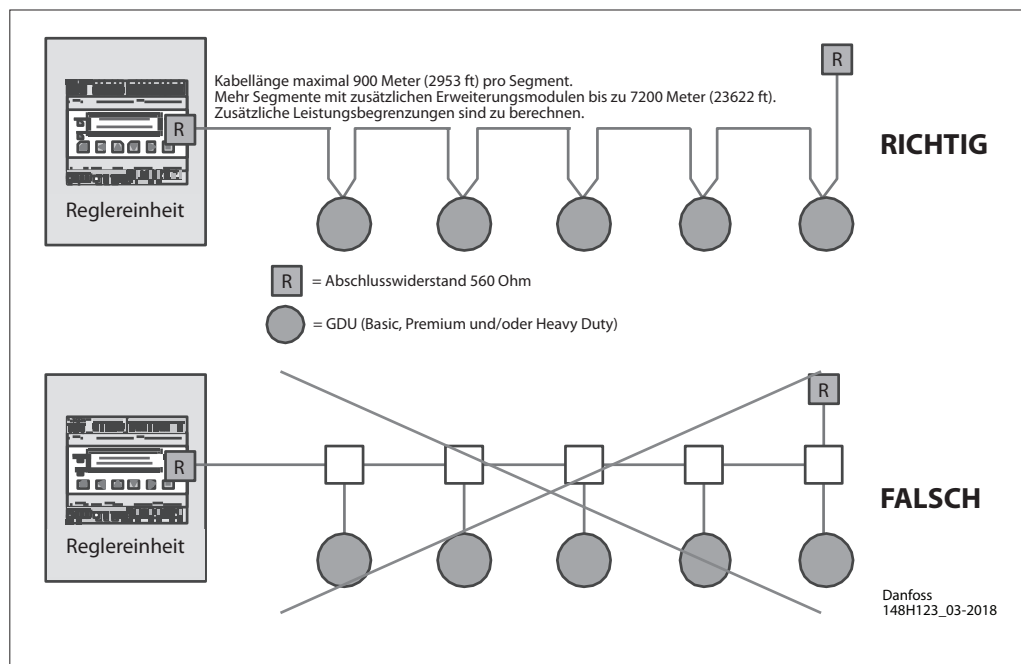 Kabellänge maximal 900 Meter (2953 ft) pro Segment.
Mehr Segmente mit zusätzlichen Erweiterungsmodulen bis zu 7200 Meter (23622 ft).
Zusätzliche Leistungsbegrenzungen sind zu berechnen.
R
R
RICHTIG
Reglereinheit
R = Abschlusswiderstand 560 Ohm
= GDU (Basic, Premium und/oder Heavy Duty)
R
R
FALSCH
Reglereinheit
Danfoss
148H123_03-2018